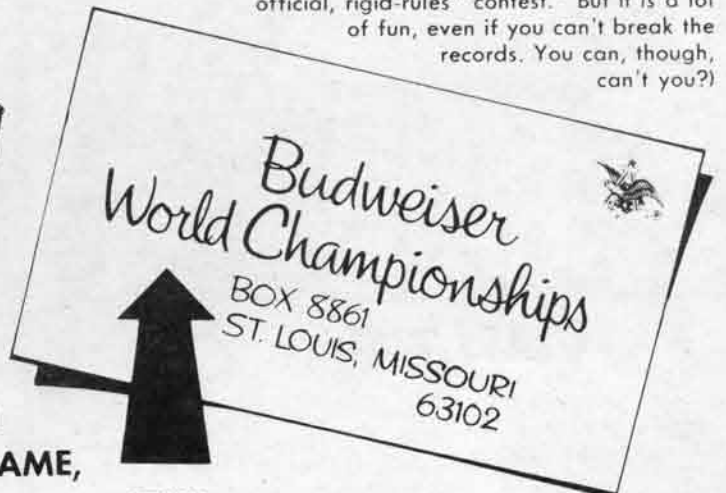 official, rigid-rules "contest." But it is a lot
of fun, even if you can't break the
records. You can, though,
can't you?)
Budweiser
World Championships
BOX 8861
ST. LOUIS, MISSOURI
63102
AME,